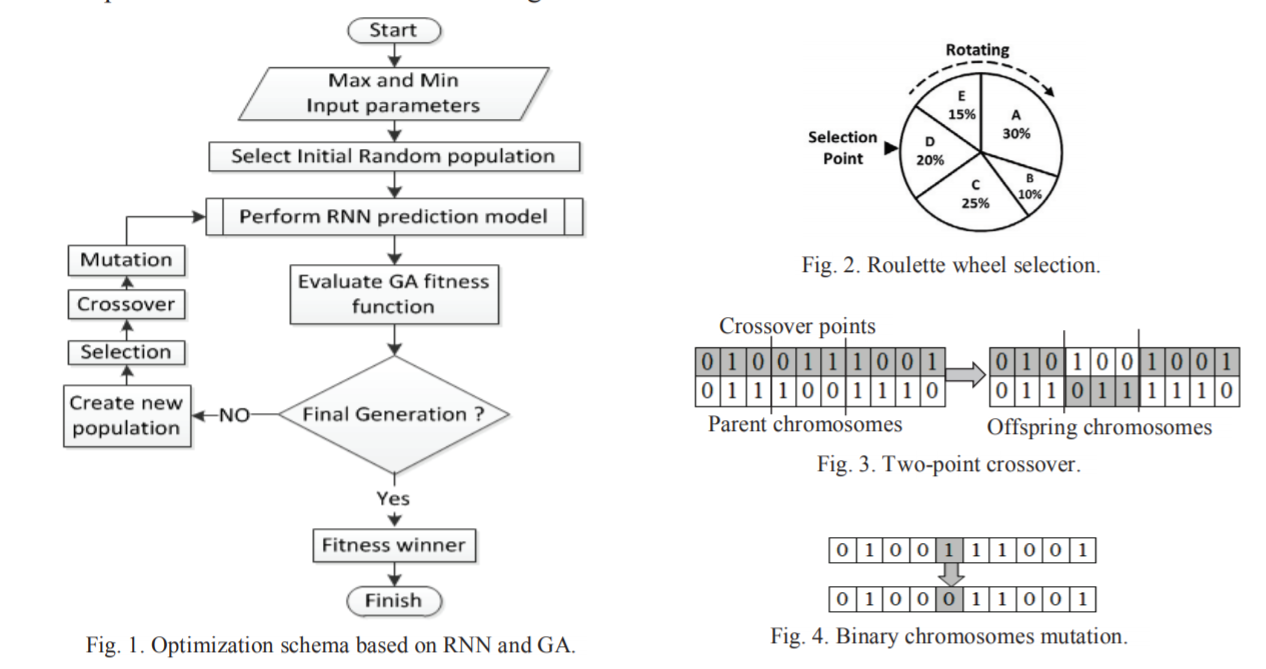 Start
Max and Min
Input parameters
Select Initial Random population
Perform RNN prediction model
Evaluate GA fitness
function
Final Generation ?
NO
Create new
population
Selection
Crossover
Mutation
Yes
Fitness winner
Finish
Fig. 1. Optimization schema based on RNN and GA.
Rotating
Selection
Point
A
30%
B
10%
C
25%
D
20%
E
15%
Fig. 2. Roulette wheel selection.
Crossover points
0 1 0 0 1 1 1 0 0 1
0 1 1 1 0 0 1 1 1 0
Parent chromosomes
0 1 0 1 0 0 1 0 0 1
0 1 1 0 1 1 1 1 1 0
Offspring chromosomes
Fig. 3. Two-point crossover.
0 1 0 0 1 1 1 0 0 1
0 1 0 0 0 1 1 0 0 1
Fig. 4. Binary chromosomes mutation.